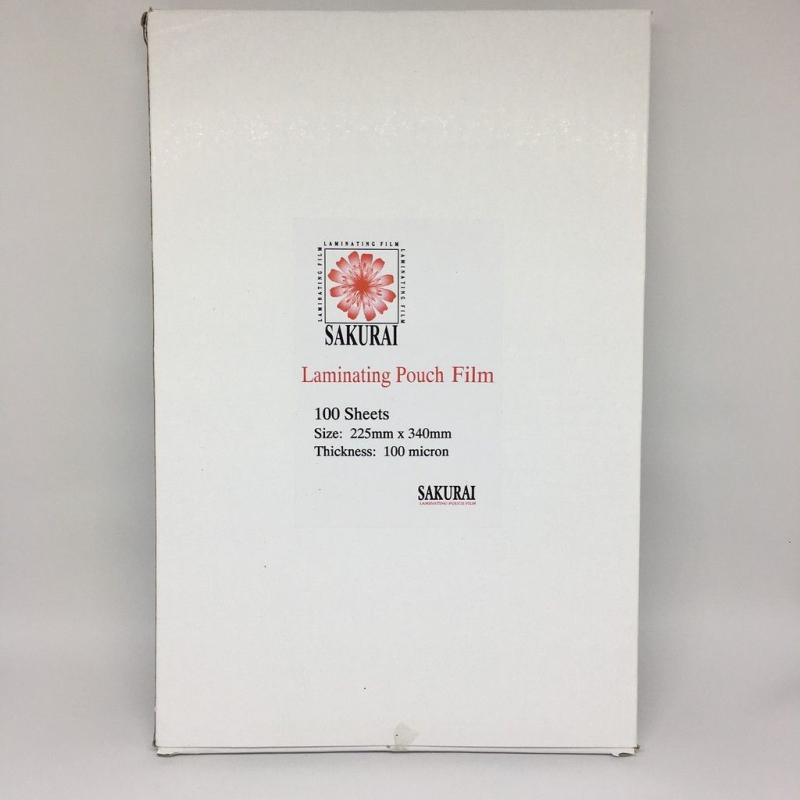 LAMINATING FILM
LAMINATING FILM
LAMINATING FILM
SAKURAI
Laminating Pouch Film
100 Sheets
Size: 225mm x 340mm
Thickness: 100 micron
SAKURAI
LAMINATING POUCH FILM